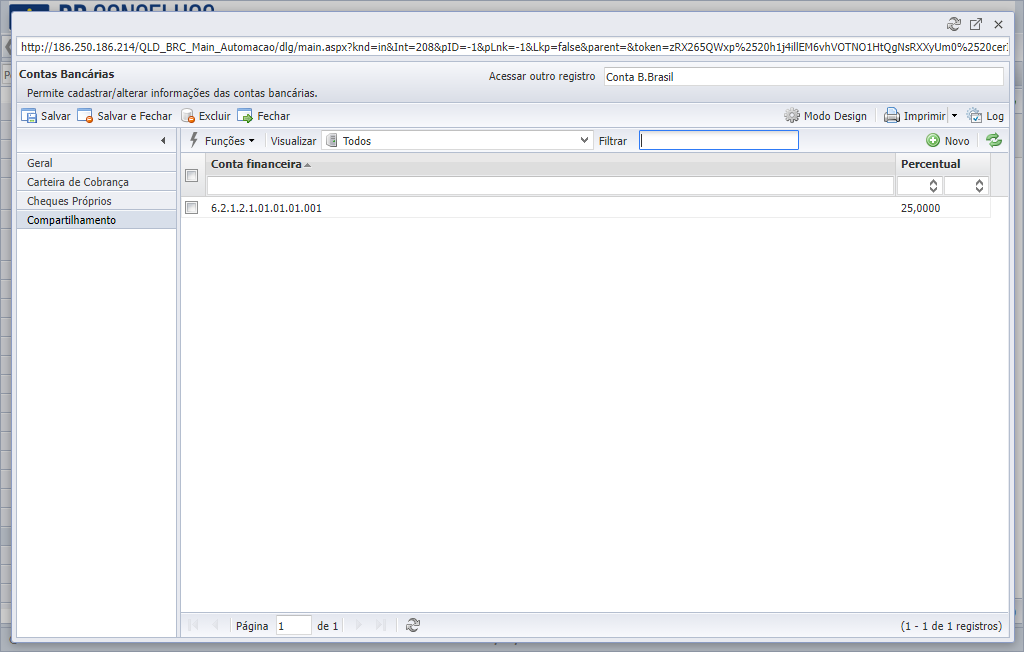 BR CONSELHOS
http://186.250.186.214/QLD_BRC_Main_Automacao/dlg/main.aspx?knd=in&Int=208&pID=-1&pLnk=-1&Lkp=false&parent=&token=zRX265QWxp%2520h1j4illEM6vhVOTNO1HtQgNsRXXyUm0%2520cer
Contas Bancárias
Acessar outro registro Conta B.Brasil
Permite cadastrar/alterar informações das contas bancárias.
Salvar Salvar e Fechar Excluir Fechar Modo Design Imprimir Log
Funções Visualizar Todos Filtrar Novo
Geral
Carteira de Cobrança
Cheques Próprios
Compartilhamento
Conta financeira Percentual
6.2.1.2.1.01.01.01.001 25,0000
Página 1 de 1 (1 - 1 de 1 registros)